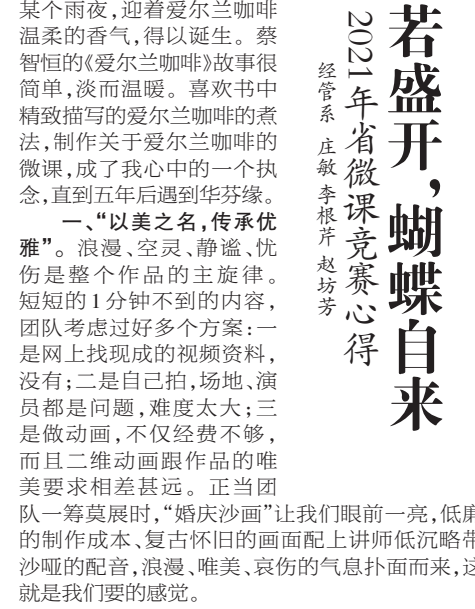 若盛开，蝴蝶自来
2021年省微课竞赛心得
经管系 庄敏 李根芹 赵坊芳
某个雨夜，迎着爱尔兰咖啡
温柔的香气，得以诞生。蔡
智恒的《爱尔兰咖啡》故事很
简单，淡而温暖。喜欢书中
精致描写的爱尔兰咖啡的煮
法，制作关于爱尔兰咖啡的
微课，成了我心中的一个执
念，直到五年后遇到华芬缘。
一、“以美之名，传承优
雅”。浪漫、空灵、静谧、忧
伤是整个作品的主旋律。
短短的1分钟不到的内容，
团队考虑过好多个方案：一
是网上找现成的视频资料，
没有；二是自己拍，场地、演
员都是问题，难度太大；三
是做动画，不仅经费不够，
而且二维动画跟作品的唯
美要求相差甚远。正当团
队一筹莫展时，“婚庆沙画”让我们眼前一亮，低廉
的制作成本、复古怀旧的画面配上讲师低沉略带
沙哑的配音，浪漫、唯美、哀伤的气息扑面而来，这
就是我们要的感觉。